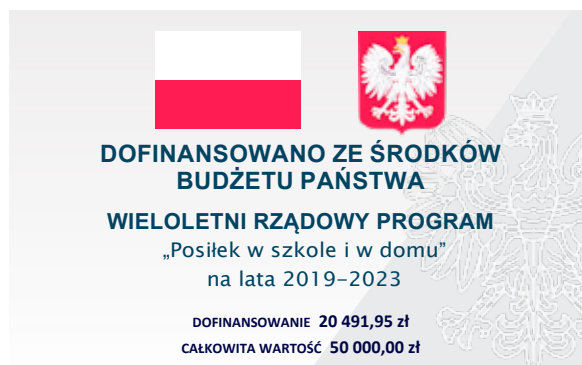 DOFINANSOWANO ZE ŚRODKÓW
BUDŻETU PAŃSTWA
WIELOLETNI RZĄDOWY PROGRAM
„Posiłek w szkole i w domu”
na lata 2019–2023
DOFINANSOWANIE 20 491,95 zł
CAŁKOWITA WARTOŚĆ 50 000,00 zł